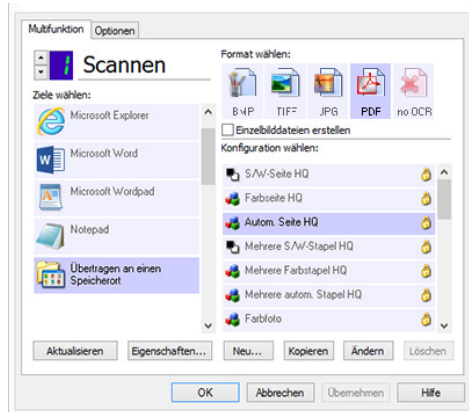 Multifunktion Optionen
1 Scannen
Ziele wählen:
Microsoft Explorer
Microsoft Word
Microsoft Wordpad
Notepad
Übertragen an einen
Speicherort
Aktualisieren Eigenschaften...
Format wählen:
BMP TIFF JPG PDF no OCR
Einzelbilddateien erstellen
Konfiguration wählen:
S/W-Seite HQ
Farbseite HQ
Autom. Seite HQ
Mehrere S/W-Stapel HQ
Mehrere Farbstapel HQ
Mehrere autom. Stapel HQ
Farbfoto
Neu... Kopieren Ändern Löschen
OK Abbrechen Übernehmen Hilfe